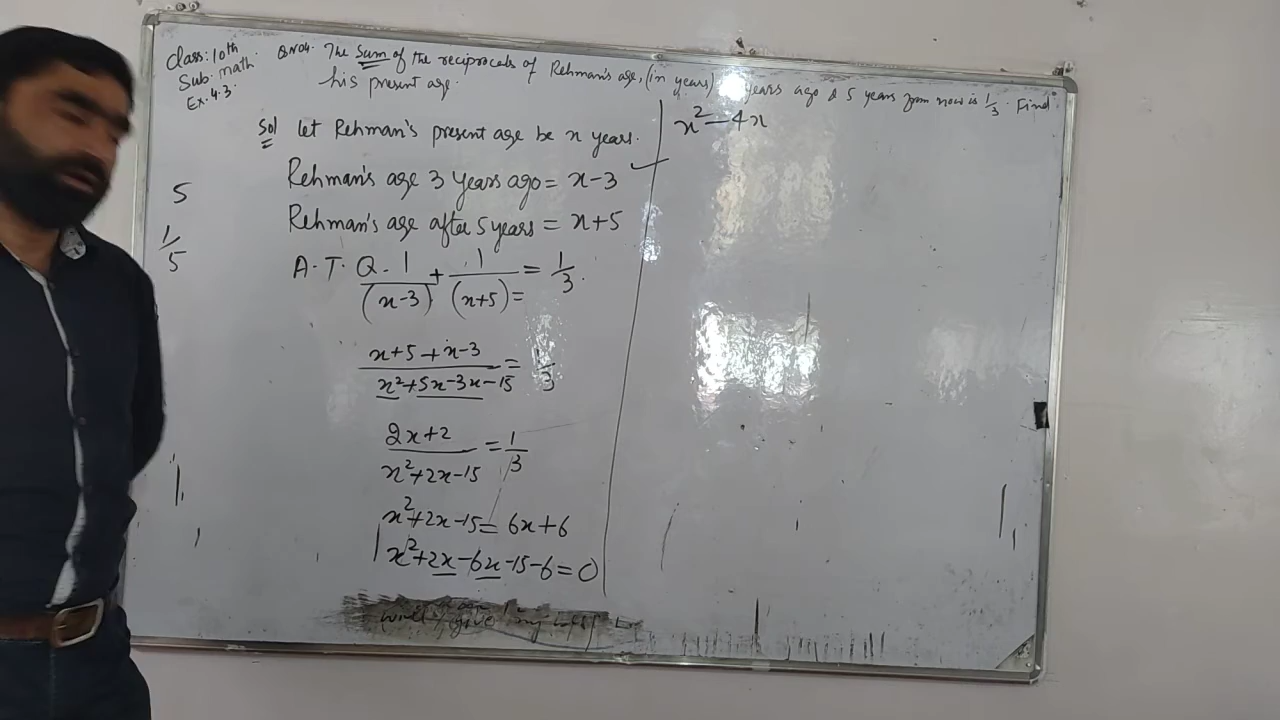 Class: 10th
Sub: math
Ex. 4.3
Q No4. The Sum of the reciprocals of Rehman's age, (in years) years ago & 5 years from now is 1/3. Find
his present age.
Sol Let Rehman's present age be x years.
Rehman's age 3 years ago = x-3
Rehman's age after 5 years = x+5
A.T.Q. 1/(x-3) + 1/(x+5) = 1/3.
(x+5+x-3)/(x²+5x-3x-15) = 1/3
(2x+2)/(x²+2x-15) = 1/3
x²+2x-15 = 6x+6
x²+2x-6x-15-6=0
5
1/5
x²-4x